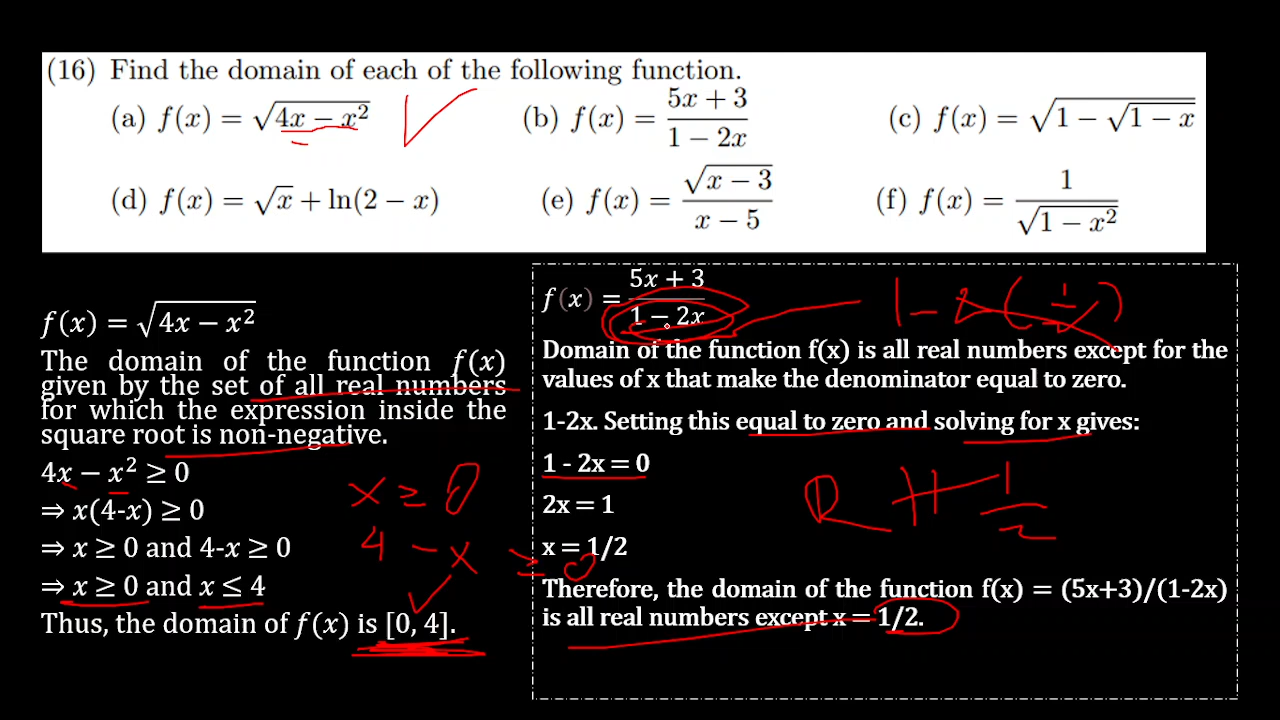 (16) Find the domain of each of the following function.
(a) f(x) = √(4x − x²) (b) f(x) = (5x + 3)/(1 − 2x) (c) f(x) = √(1 − √(1 − x))
(d) f(x) = √x + ln(2 − x) (e) f(x) = √(x − 3)/(x − 5) (f) f(x) = 1/√(1 − x²)
f(x) = √(4x − x²)
The domain of the function f(x)
given by the set of all real numbers
for which the expression inside the
square root is non-negative.
4x − x² ≥ 0
⇒ x(4-x) ≥ 0
⇒ x ≥ 0 and 4-x ≥ 0
⇒ x ≥ 0 and x ≤ 4
Thus, the domain of f(x) is [0, 4].
x ≥ 0
4 − x ≥ 0
f(x) = (5x + 3)/(1 − 2x)
1 − 2(1/2)
Domain of the function f(x) is all real numbers except for the
values of x that make the denominator equal to zero.
1-2x. Setting this equal to zero and solving for x gives:
1 - 2x = 0
2x = 1
x = 1/2
R 1/2
Therefore, the domain of the function f(x) = (5x+3)/(1-2x)
is all real numbers except x = 1/2.